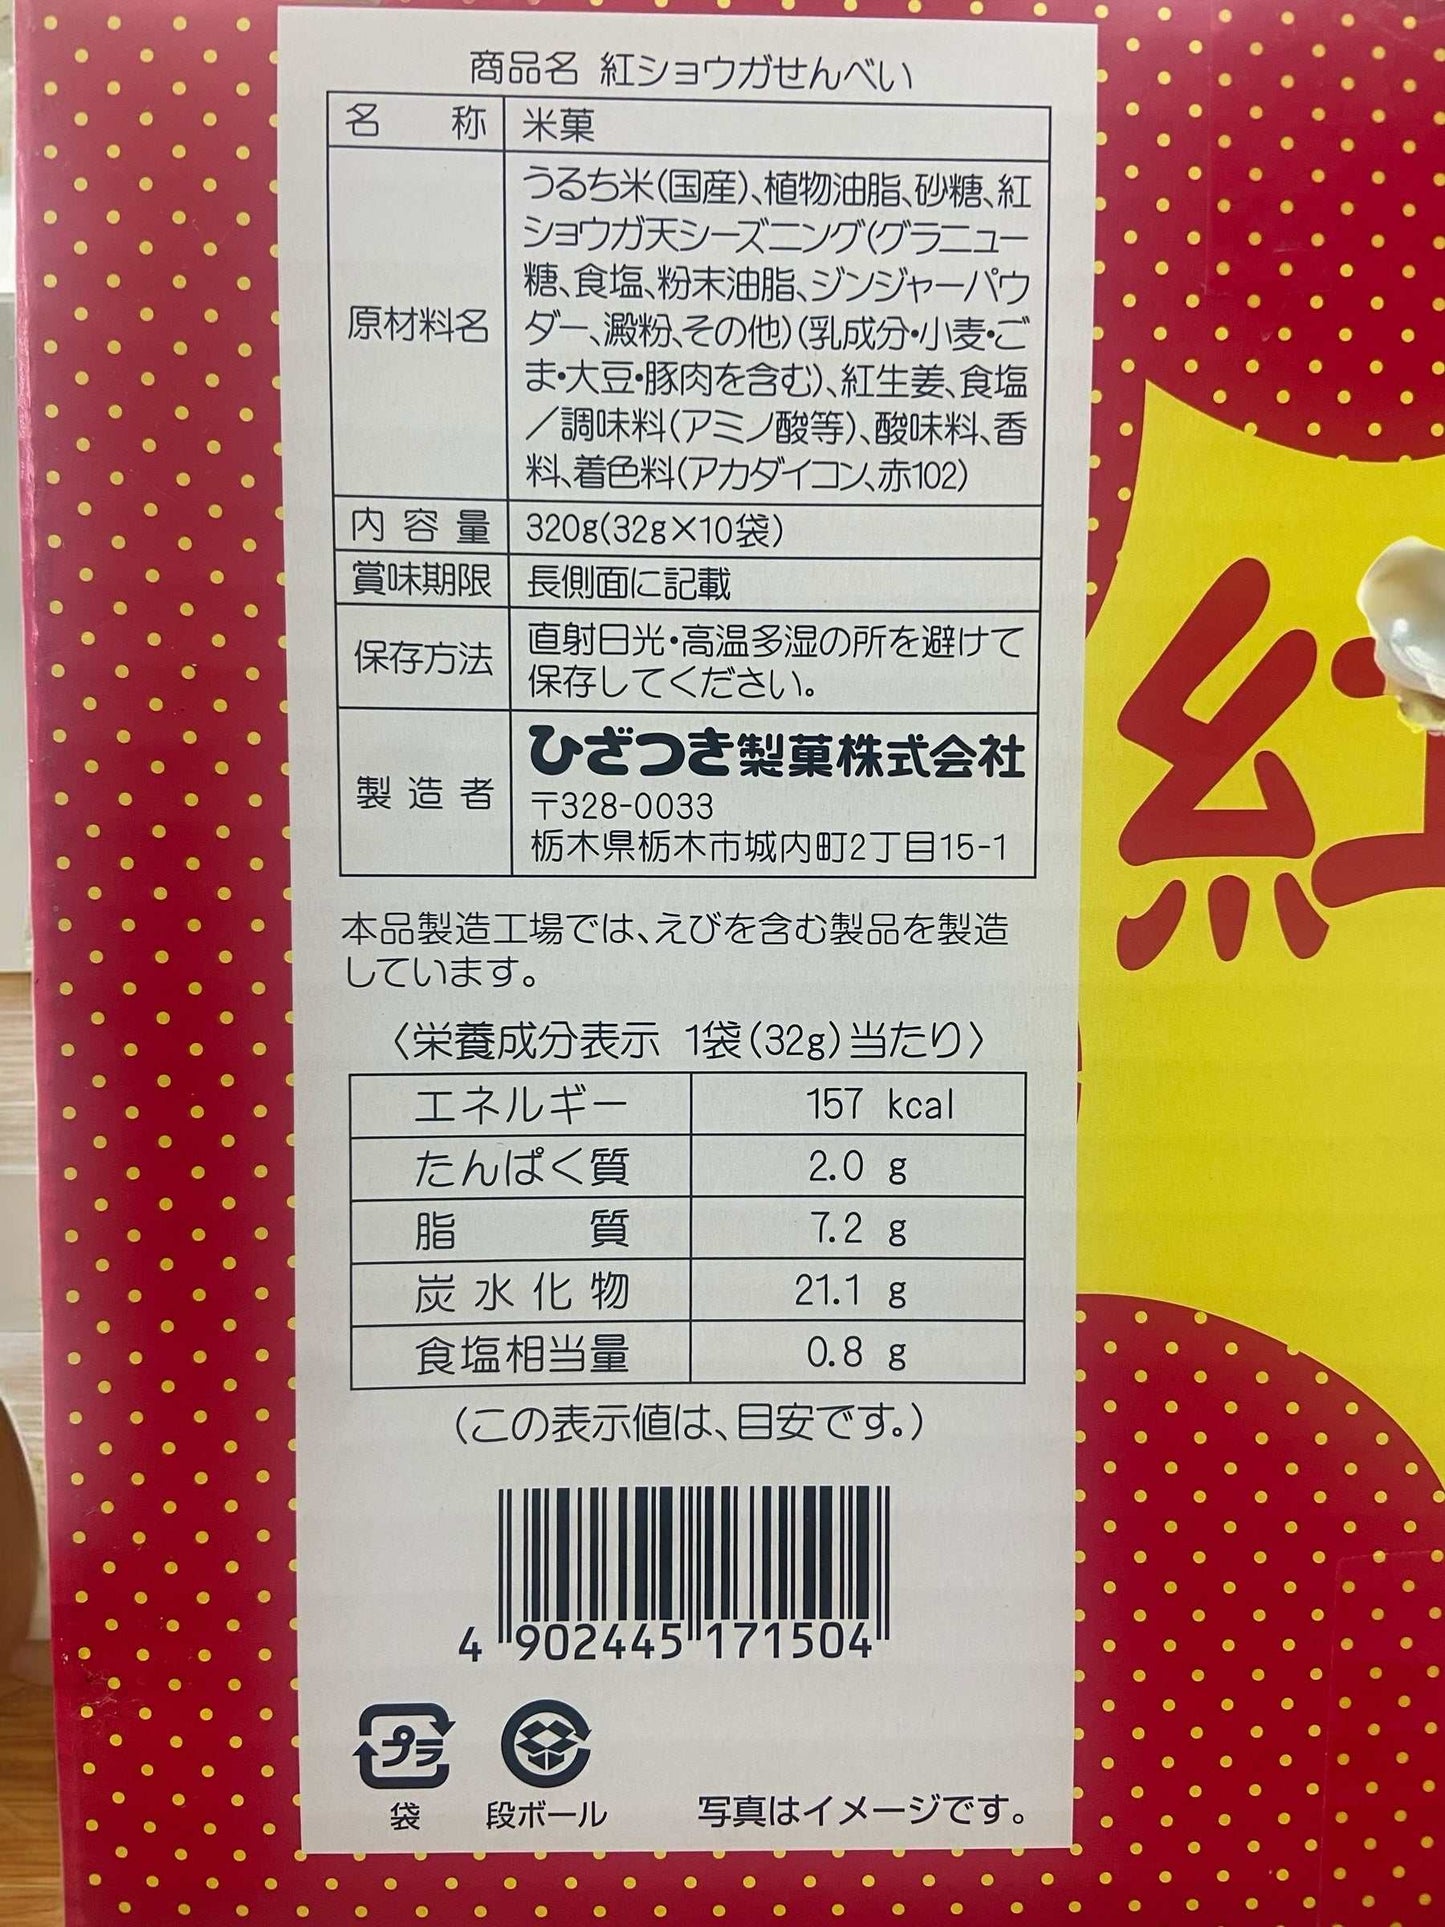 商品名 紅ショウガせんべい
名称 米菓
原材料名 うるち米(国産)、植物油脂、砂糖、紅
ショウガ天シーズニング(グラニュー
糖、食塩、粉末油脂、ジンジャーパウ
ダー、澱粉、その他)(乳成分・小麦・ご
ま・大豆・豚肉を含む)、紅生姜、食塩
/調味料(アミノ酸等)、酸味料、香
料、着色料(アカダイコン、赤102)
内容量 320g(32g×10袋)
賞味期限 長側面に記載
保存方法 直射日光・高温多湿の所を避けて
保存してください。
製造者 ひざつき製菓株式会社
〒328-0033
栃木県栃木市城内町2丁目15-1
本品製造工場では、えびを含む製品を製造
しています。
〈栄養成分表示 1袋(32g)当たり〉
エネルギー 157 kcal
たんぱく質 2.0 g
脂質 7.2 g
炭水化物 21.1 g
食塩相当量 0.8 g
(この表示値は、目安です。)
4 902445 171504
プラ
袋 段ボール 写真はイメージです。
紅